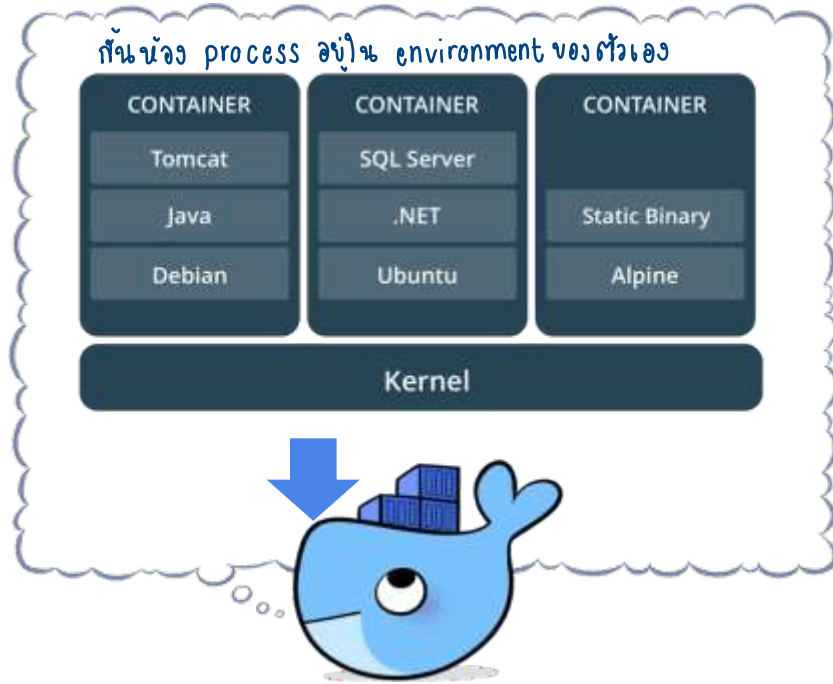 กั้นห้อง process อยู่ใน environment ของตัวเอง
CONTAINER
Tomcat
Java
Debian
CONTAINER
SQL Server
.NET
Ubuntu
CONTAINER
Static Binary
Alpine
Kernel